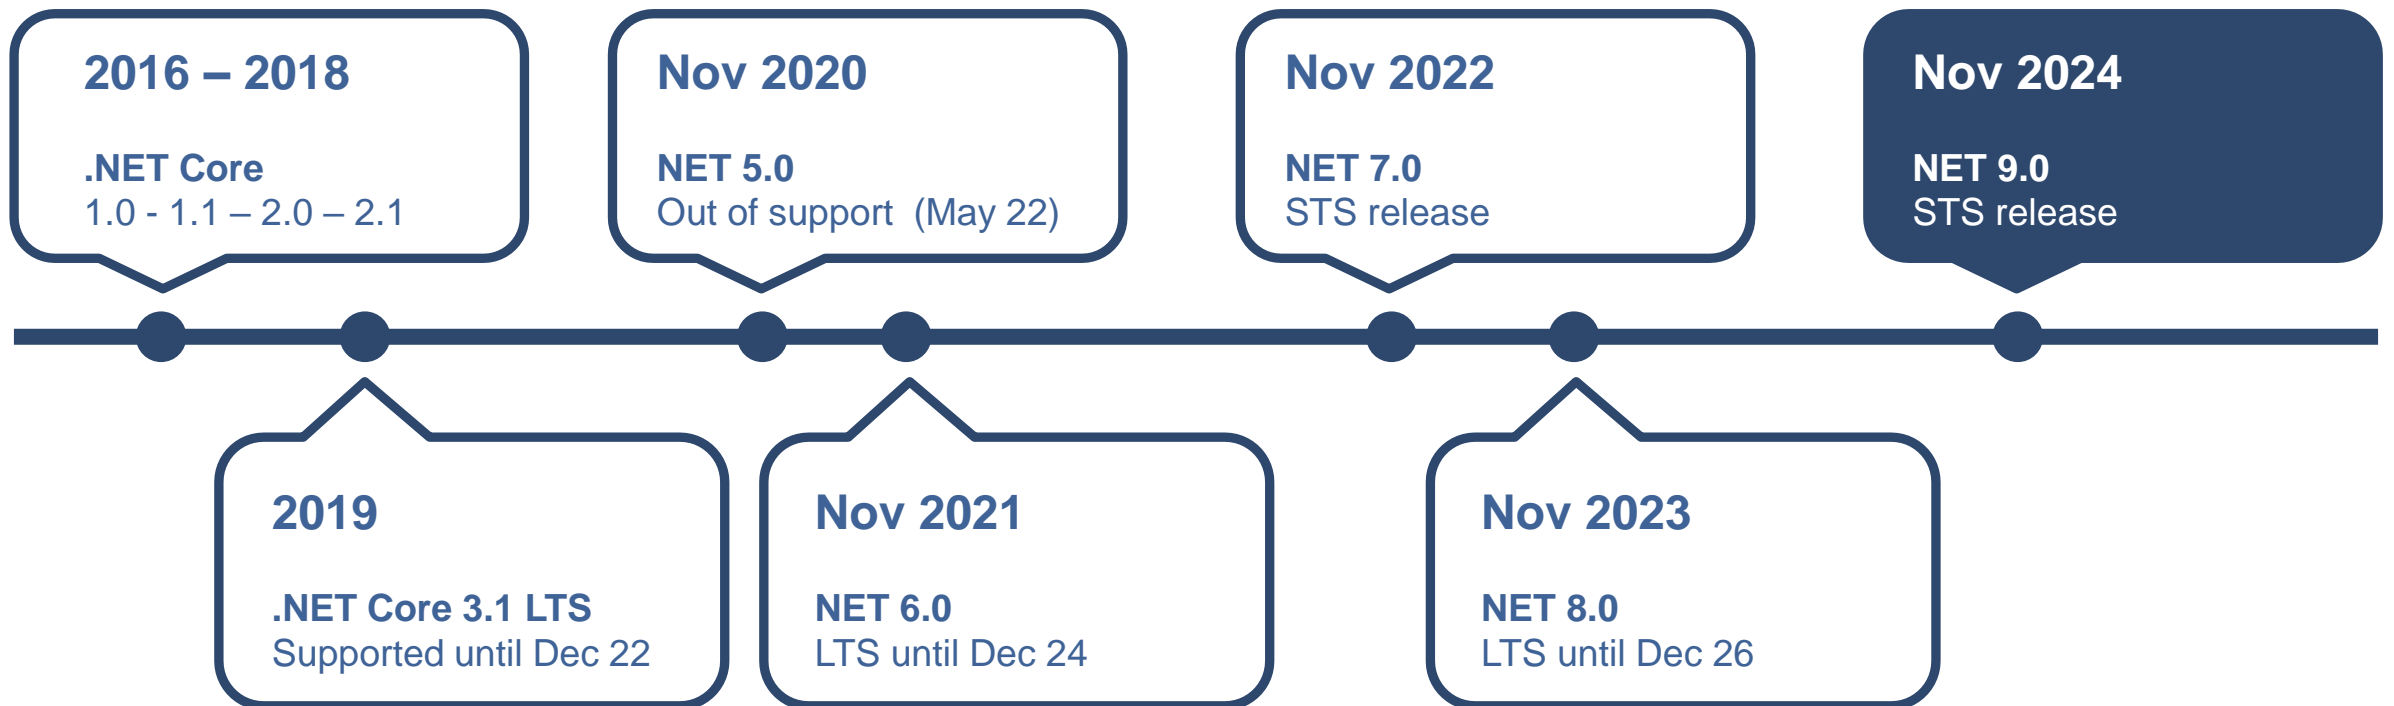 2016 – 2018
.NET Core
1.0 - 1.1 – 2.0 – 2.1
2019
.NET Core 3.1 LTS
Supported until Dec 22
Nov 2020
NET 5.0
Out of support  (May 22)
Nov 2021
NET 6.0
LTS until Dec 24
Nov 2022
NET 7.0
STS release
Nov 2023
NET 8.0
LTS until Dec 26
Nov 2024
NET 9.0
STS release